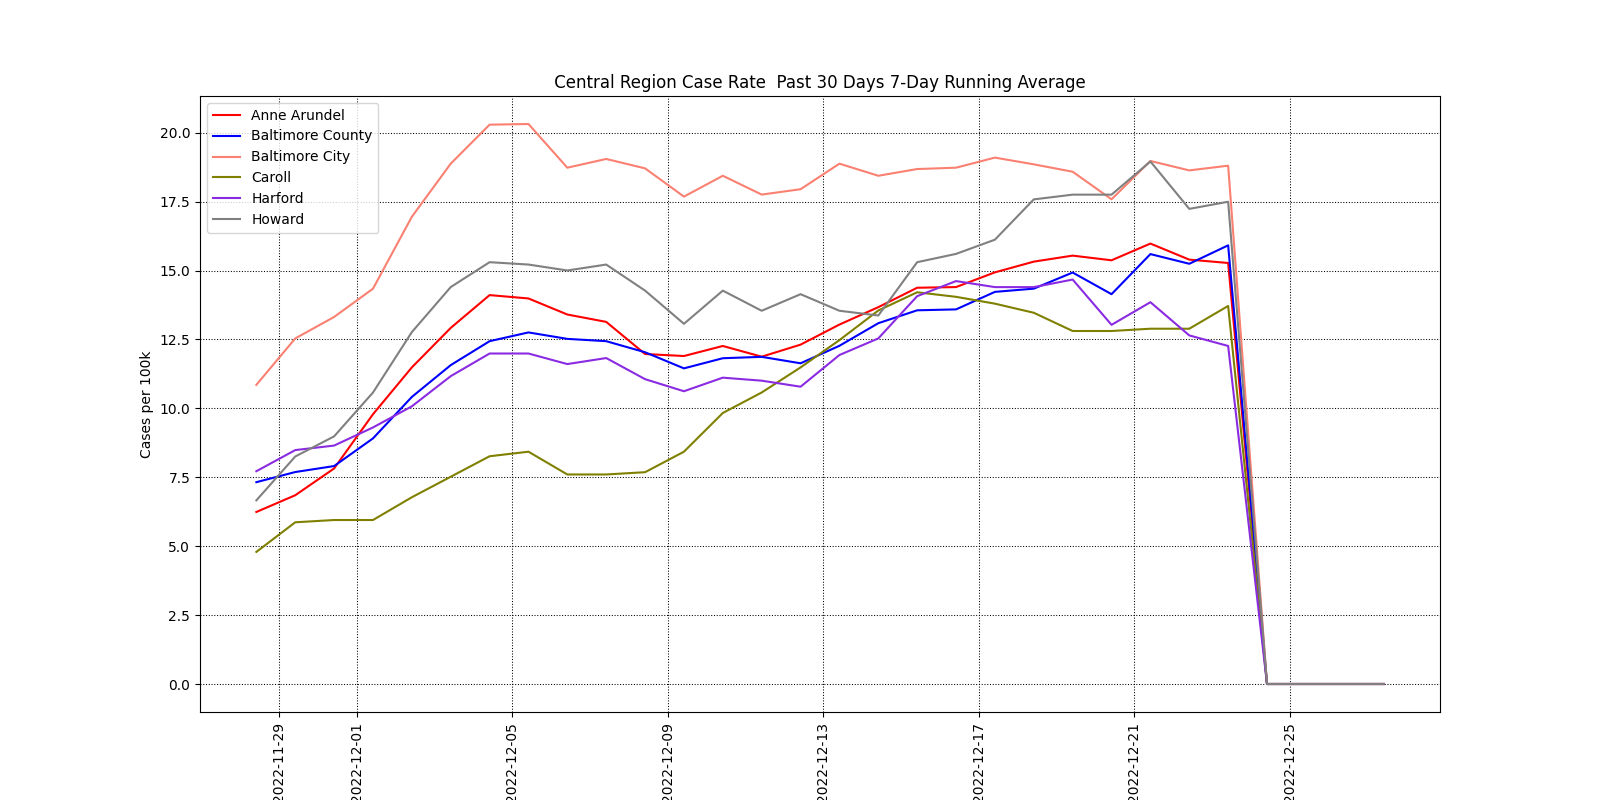 Central Region Case Rate  Past 30 Days 7-Day Running Average
Anne Arundel
Baltimore County
Baltimore City
Caroll
Harford
Howard
Cases per 100k
20.0
17.5
15.0
12.5
10.0
7.5
5.0
2.5
0.0
2022-11-29
2022-12-01
2022-12-05
2022-12-09
2022-12-13
2022-12-17
2022-12-21
2022-12-25